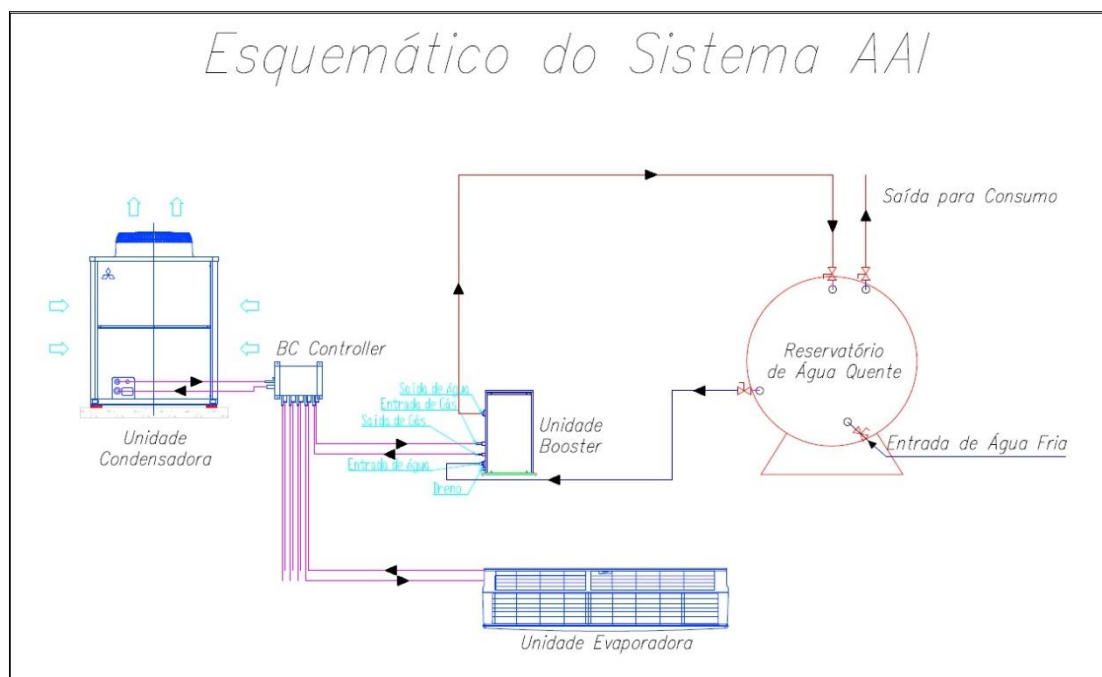 Esquemático do Sistema AAI
Saída para Consumo
BC Controller
Reservatório
de Água Quente
Saída de Água
Entrada de Gás
Saída de Gás
Unidade
Booster
Unidade
Condensadora
Entrada de Água
Entrada de Água Fria
Dreno
Unidade Evaporadora